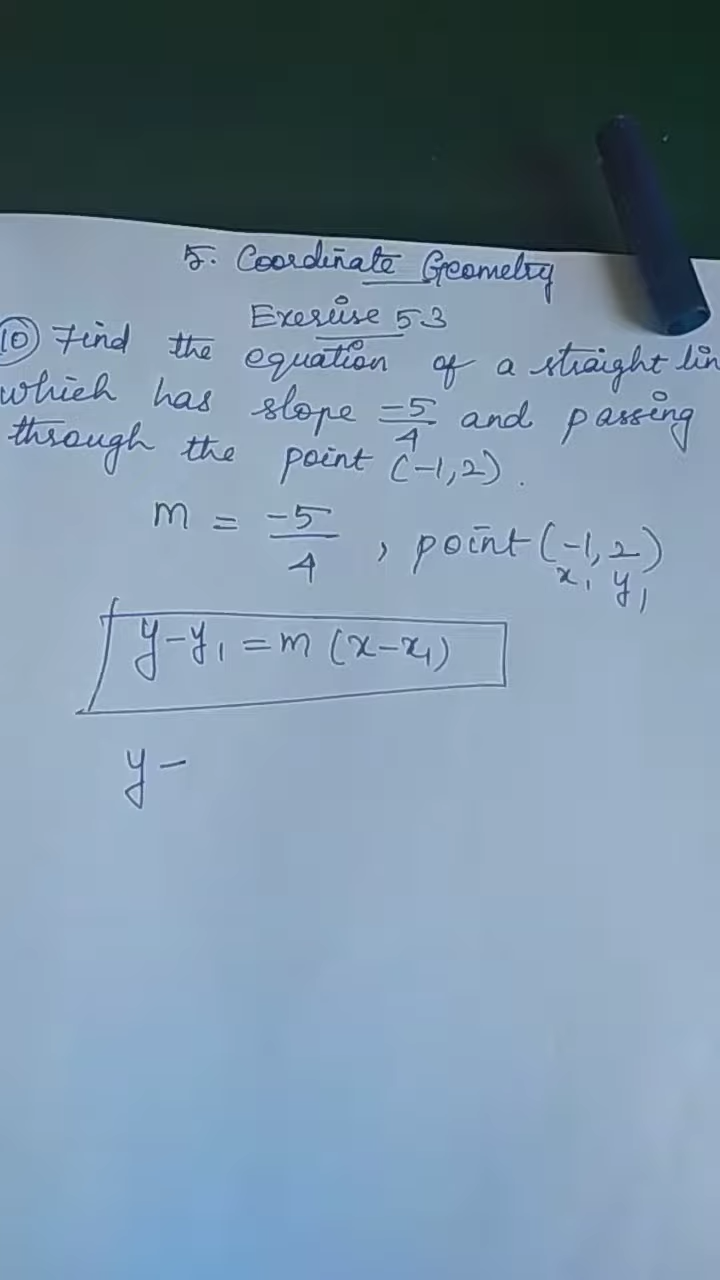 5. Coordinate Geometry
Exercise 5.3
10 Find the equation of a straight lin
which has slope -5/4 and passing
through the point (-1,2).
m = -5/4 , point (-1, 2)
x₁ y₁
y-y₁ = m (x-x₁)
y -